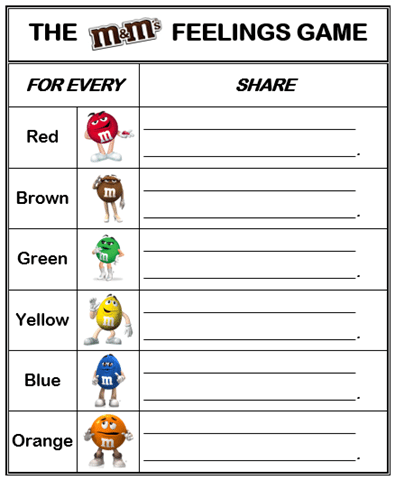 THE m&m's FEELINGS GAME
FOR EVERY SHARE
Red m
Brown m
Green m
Yellow m
Blue m
Orange m